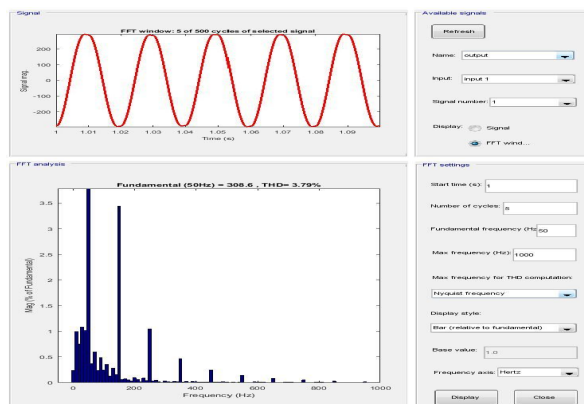 Signal
FFT window: 5 of 500 cycles of selected signal
Signal mag.
200
100
0
-100
-200
1
1.01
1.02
1.03
1.04
1.05
1.06
1.07
1.08
1.09
Time (s)
FFT analysis
Fundamental (50Hz) = 308.6 , THD= 3.79%
Mag (% of Fundamental)
3.5
3
2.5
2
1.5
1
0.5
0
0
200
400
600
800
1000
Frequency (Hz)
Available signals
Refresh
Name:
output
Input:
input 1
Signal number:
1
Display:
Signal
FFT wind...
FFT settings
Start time (s):
1
Number of cycles:
5
Fundamental frequency (Hz
50
Max frequency (Hz):
1000
Max frequency for THD computation:
Nyquist frequency
Display style:
Bar (relative to fundamental)
Base value:
1.0
Frequency axis:
Hertz
Display
Close